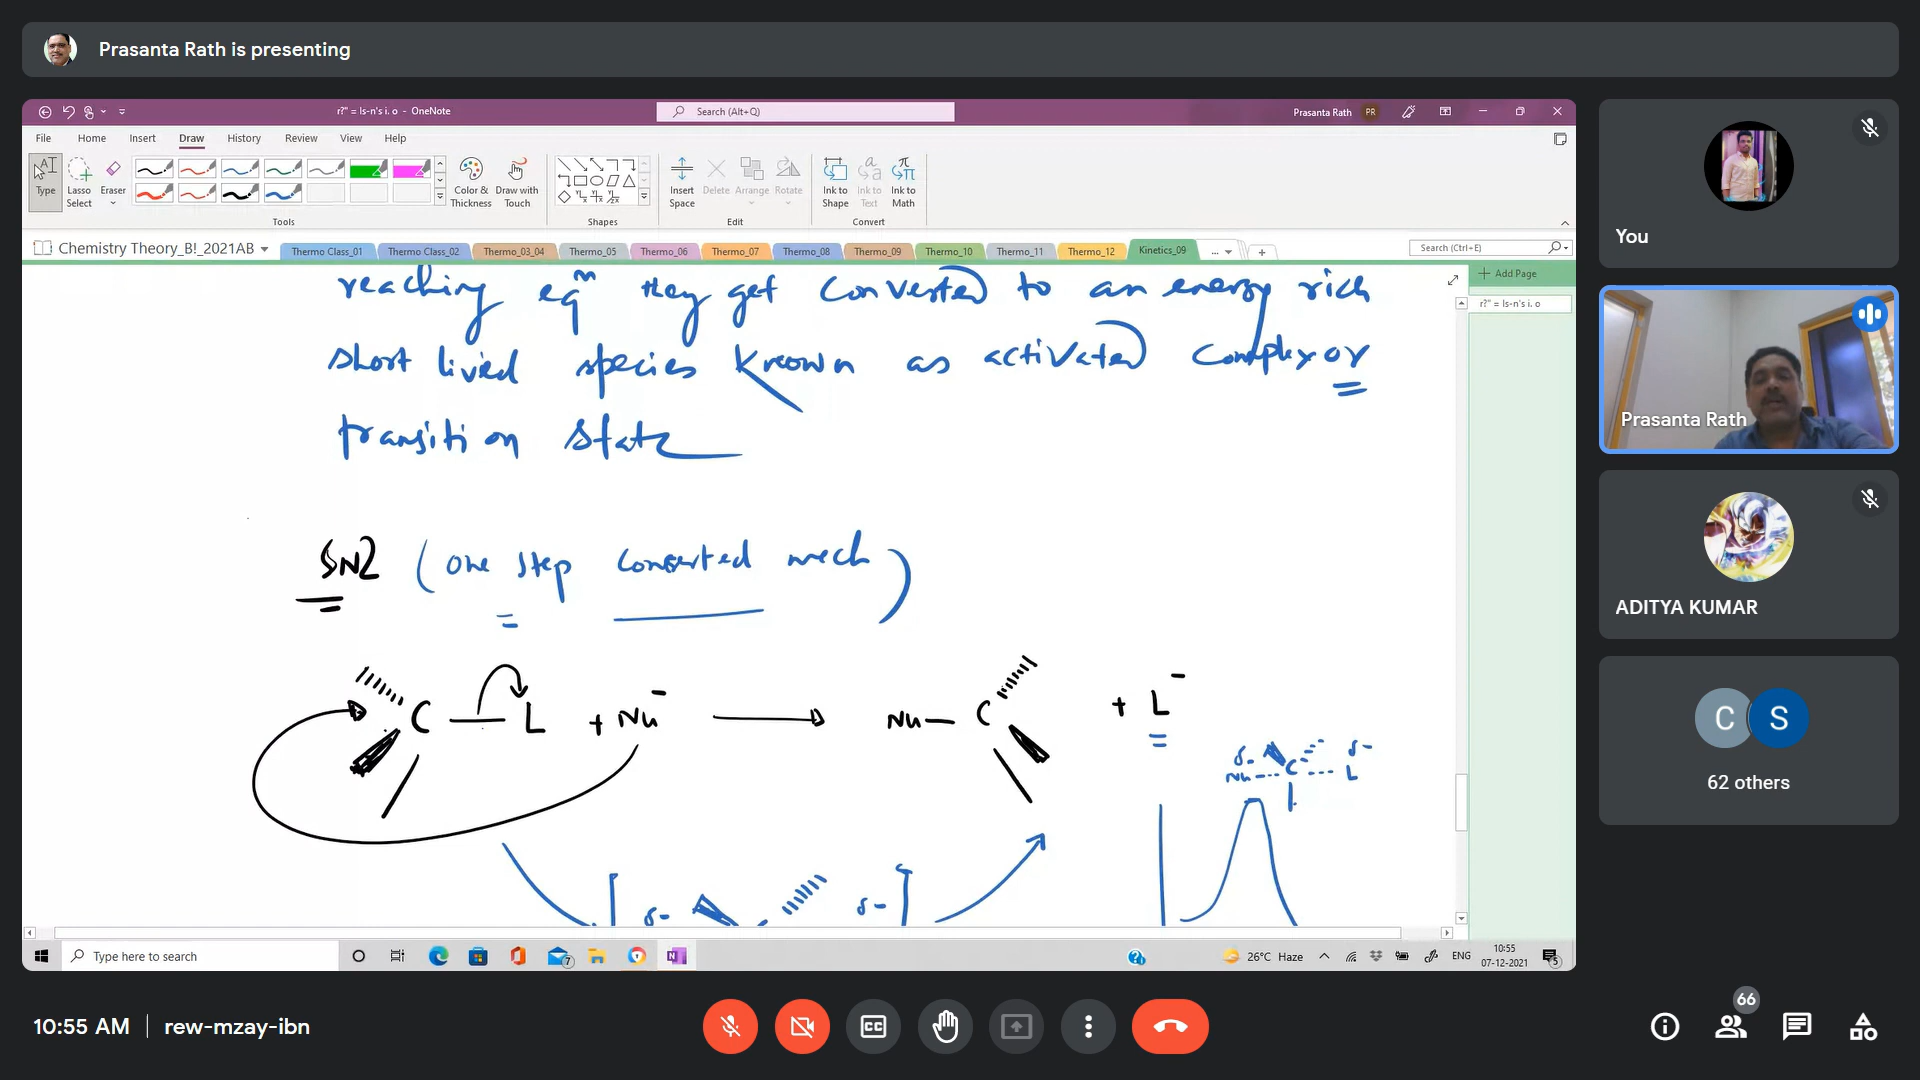 Prasanta Rath is presenting
r?" = ls-n's i. o - OneNote
Search (Alt+Q)
Prasanta Rath PR
File Home Insert Draw History Review View Help
Type
Lasso Select
Eraser
Color & Thickness
Draw with Touch
Insert Space
Delete
Arrange
Rotate
Ink to Shape
Ink to Text
Ink to Math
Tools Shapes Edit Convert
Chemistry Theory_B!_2021AB
Thermo Class_01 Thermo Class_02 Thermo_03_04 Thermo_05 Thermo_06 Thermo_07 Thermo_08 Thermo_09 Thermo_10 Thermo_11 Thermo_12 Kinetics_09 ...
Search (Ctrl+E)
Add Page
r?" = ls-n's i. o
reaching eqm they get converted to an energy rich
short lived species known as activated complex or
transition state
SN2 (one step concerted mech)
C — L + Nu⁻ → Nu — C + L⁻
δ- δ-
Nu --- C --- L
δ- δ-
Type here to search
7
26°C Haze
ENG
10:55
07-12-2021
5
You
Prasanta Rath
ADITYA KUMAR
C S
62 others
10:55 AM | rew-mzay-ibn
CC
66